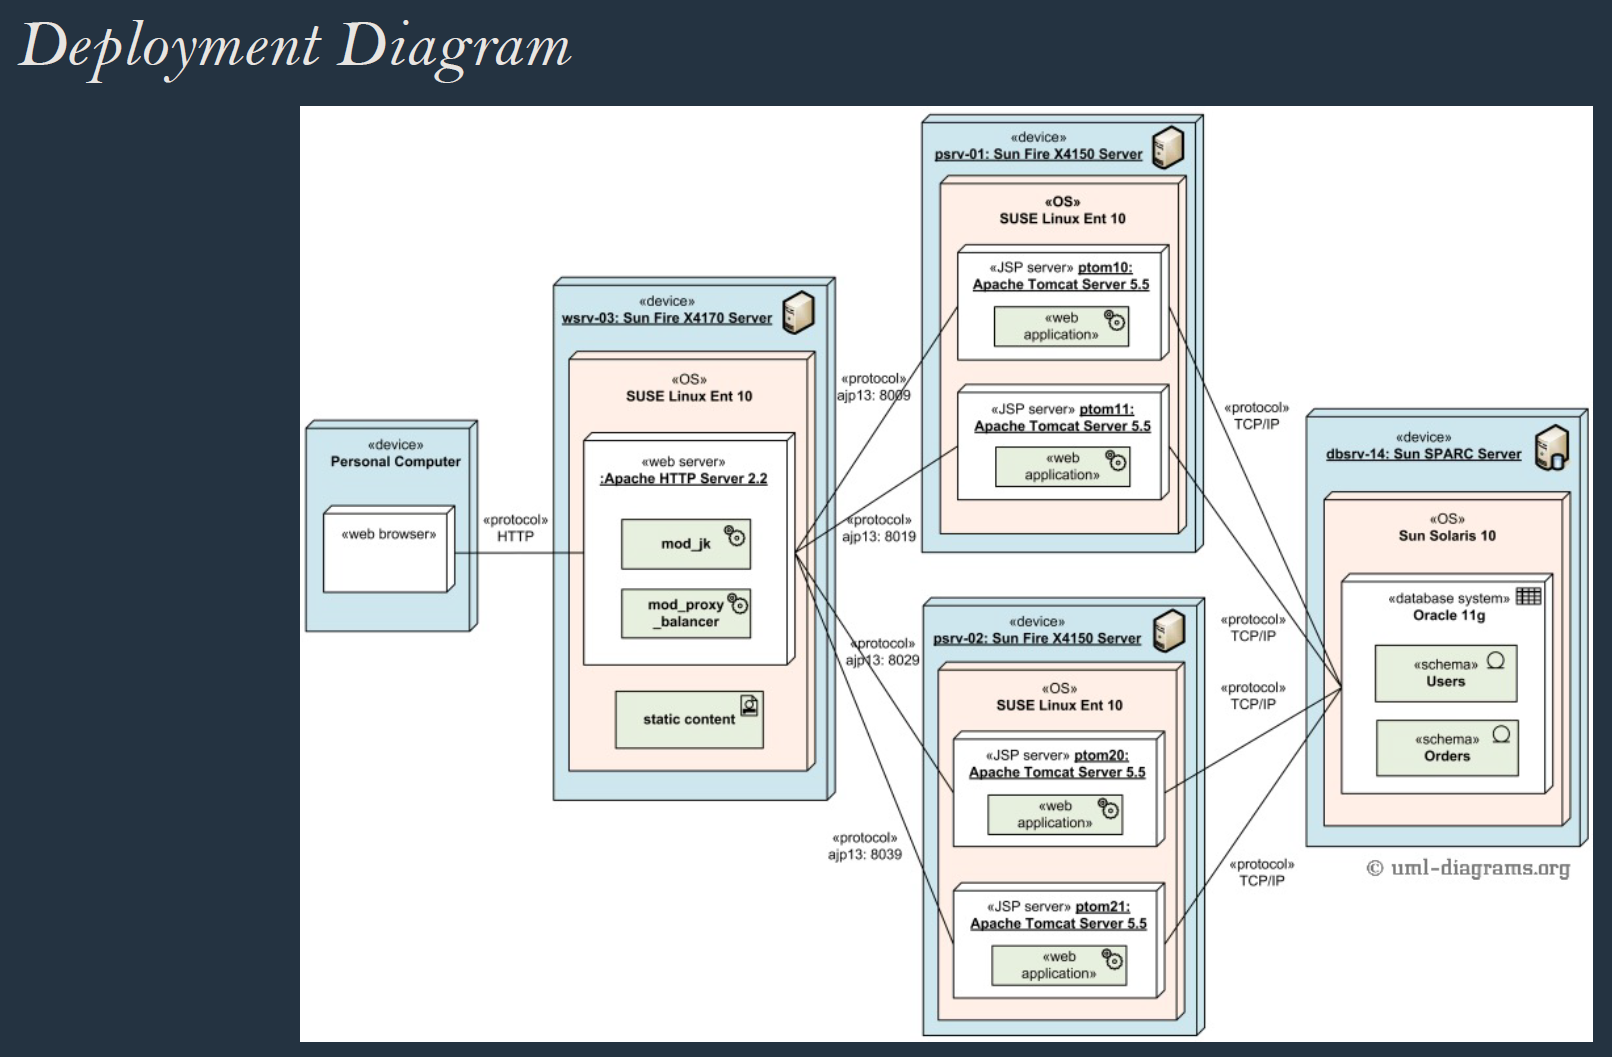 Deployment Diagram
«device»
Personal Computer
«web browser»
«protocol»
HTTP
«device»
wsrv-03: Sun Fire X4170 Server
«OS»
SUSE Linux Ent 10
«web server»
:Apache HTTP Server 2.2
mod_jk
mod_proxy
_balancer
static content
«protocol»
ajp13: 8009
«protocol»
ajp13: 8019
«protocol»
ajp13: 8029
«protocol»
ajp13: 8039
«device»
psrv-01: Sun Fire X4150 Server
«OS»
SUSE Linux Ent 10
«JSP server» ptom10:
Apache Tomcat Server 5.5
«web
application»
«JSP server» ptom11:
Apache Tomcat Server 5.5
«web
application»
«device»
psrv-02: Sun Fire X4150 Server
«OS»
SUSE Linux Ent 10
«JSP server» ptom20:
Apache Tomcat Server 5.5
«web
application»
«JSP server» ptom21:
Apache Tomcat Server 5.5
«web
application»
«protocol»
TCP/IP
«protocol»
TCP/IP
«protocol»
TCP/IP
«protocol»
TCP/IP
«device»
dbsrv-14: Sun SPARC Server
«OS»
Sun Solaris 10
«database system»
Oracle 11g
«schema»
Users
«schema»
Orders
© uml-diagrams.org